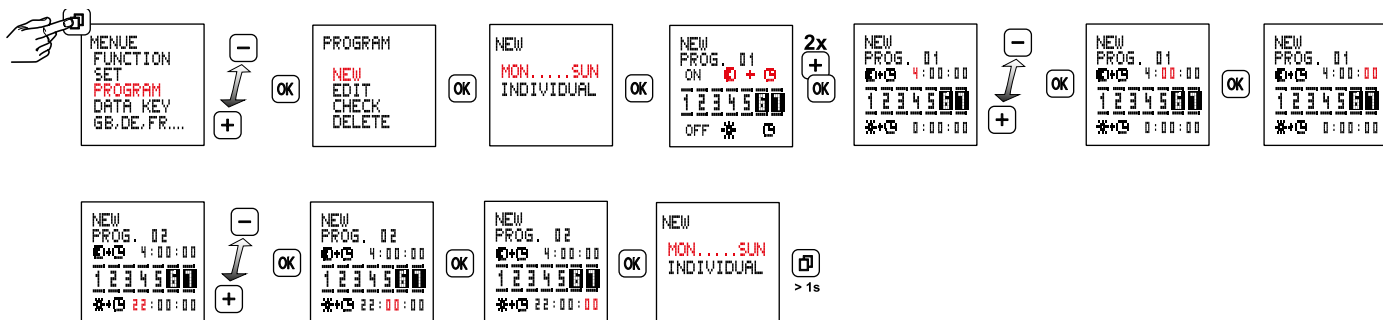 MENUE
FUNCTION
SET
PROGRAM
DATA KEY
GB,DE,FR....
OK
PROGRAM
NEW
EDIT
CHECK
DELETE
OK
NEW
MON.....SUN
INDIVIDUAL
OK
NEW
PROG. 01
ON +
1 2 3 4 5 6 7
OFF
2x
+
OK
NEW
PROG. 01
+ 4:00:00
1 2 3 4 5 6 7
+ 0:00:00
OK
NEW
PROG. 01
+ 4:00:00
1 2 3 4 5 6 7
+ 0:00:00
OK
NEW
PROG. 01
+ 4:00:00
1 2 3 4 5 6 7
+ 0:00:00
NEW
PROG. 02
+ 4:00:00
1 2 3 4 5 6 7
+ 22:00:00
OK
NEW
PROG. 02
+ 4:00:00
1 2 3 4 5 6 7
+ 22:00:00
OK
NEW
PROG. 02
+ 4:00:00
1 2 3 4 5 6 7
+ 22:00:00
OK
NEW
MON.....SUN
INDIVIDUAL
> 1s